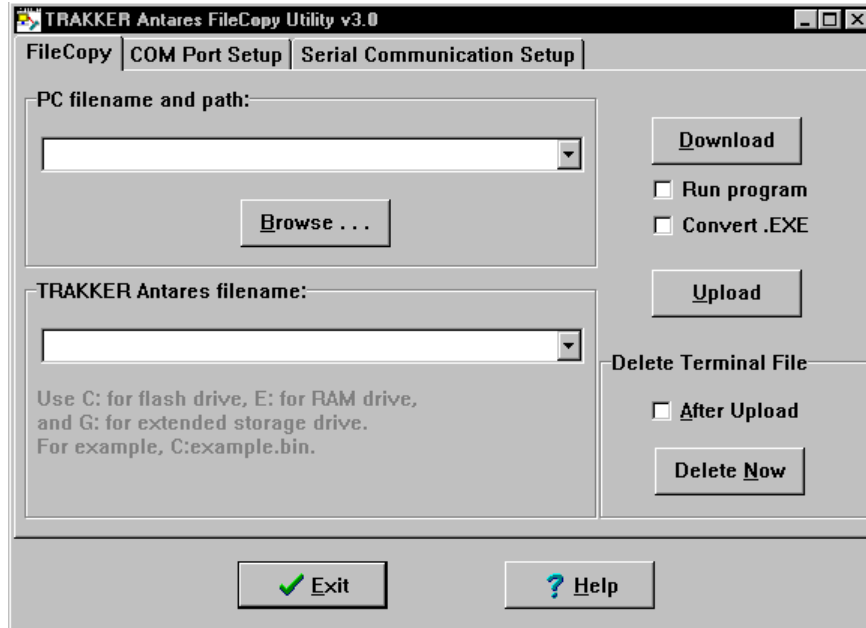 TRAKKER Antares FileCopy Utility v3.0
FileCopy COM Port Setup Serial Communication Setup
PC filename and path:
Browse . . .
Download
Run program
Convert .EXE
Upload
TRAKKER Antares filename:
Use C: for flash drive, E: for RAM drive,
and G: for extended storage drive.
For example, C:example.bin.
Delete Terminal File
After Upload
Delete Now
Exit
? Help